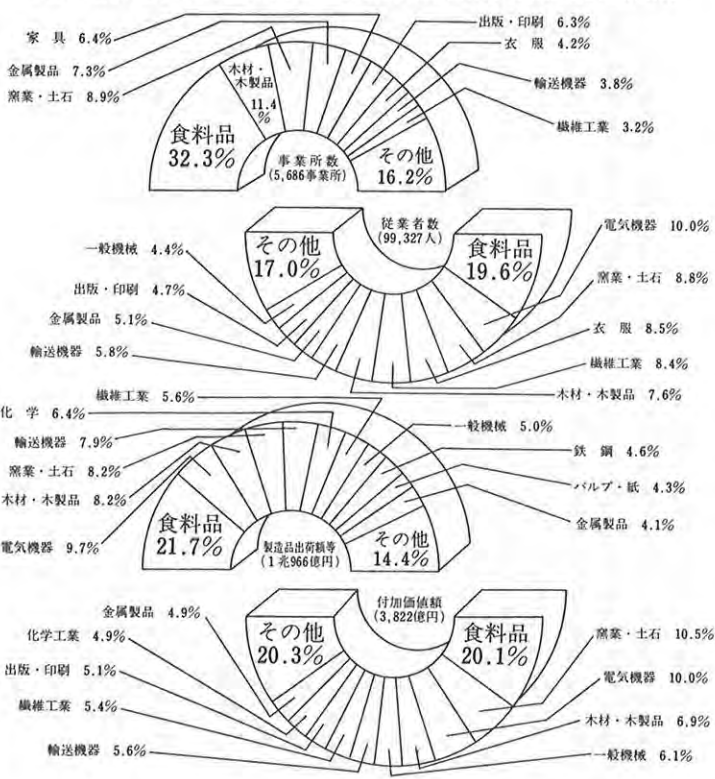 家具 6.4%
金属製品 7.3%
窯業・土石 8.9%
木材・
木製品
11.4
%
食料品
32.3%
事業所数
(5,686事業所)
その他
16.2%
出版・印刷 6.3%
衣服 4.2%
輸送機器 3.8%
繊維工業 3.2%
従業者数
(99,327人)
その他
17.0%
食料品
19.6%
一般機械 4.4%
出版・印刷 4.7%
金属製品 5.1%
輸送機器 5.8%
電気機器 10.0%
窯業・土石 8.8%
衣服 8.5%
繊維工業 8.4%
木材・木製品 7.6%
繊維工業 5.6%
化学 6.4%
輸送機器 7.9%
窯業・土石 8.2%
木材・木製品 8.2%
電気機器 9.7%
食料品
21.7%
製造品出荷額等
(1兆966億円)
その他
14.4%
一般機械 5.0%
鉄鋼 4.6%
パルプ・紙 4.3%
金属製品 4.1%
付加価値額
(3,822億円)
その他
20.3%
食料品
20.1%
金属製品 4.9%
化学工業 4.9%
出版・印刷 5.1%
繊維工業 5.4%
輸送機器 5.6%
窯業・土石 10.5%
電気機器 10.0%
木材・木製品 6.9%
一般機械 6.1%